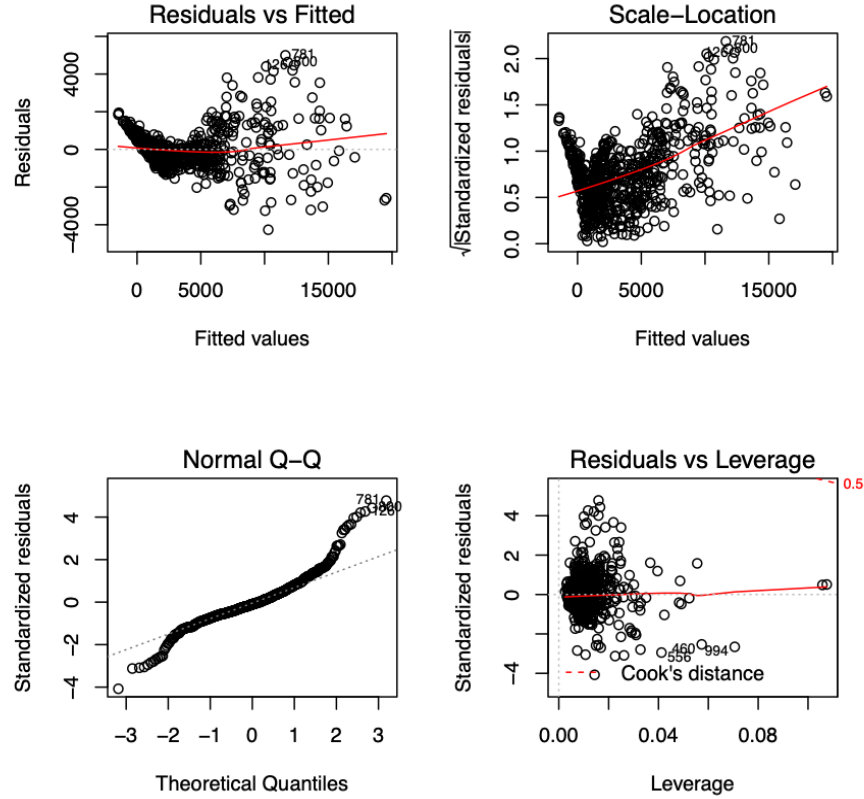 Residuals vs Fitted
Residuals
4000
0
−4000
781
0 5000 15000
Fitted values
Scale−Location
√|Standardized residuals|
2.0
1.5
1.0
0.5
0.0
781
0 5000 15000
Fitted values
Normal Q−Q
Standardized residuals
4
2
0
−2
−4
781
−3 −2 −1 0 1 2 3
Theoretical Quantiles
Residuals vs Leverage
Standardized residuals
4
2
0
−4
0.5
460
994
556
Cook's distance
0.00 0.04 0.08
Leverage